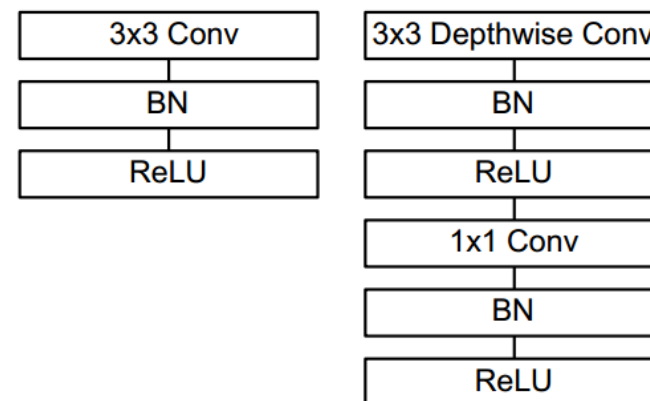 3x3 Conv
BN
ReLU
3x3 Depthwise Conv
BN
ReLU
1x1 Conv
BN
ReLU